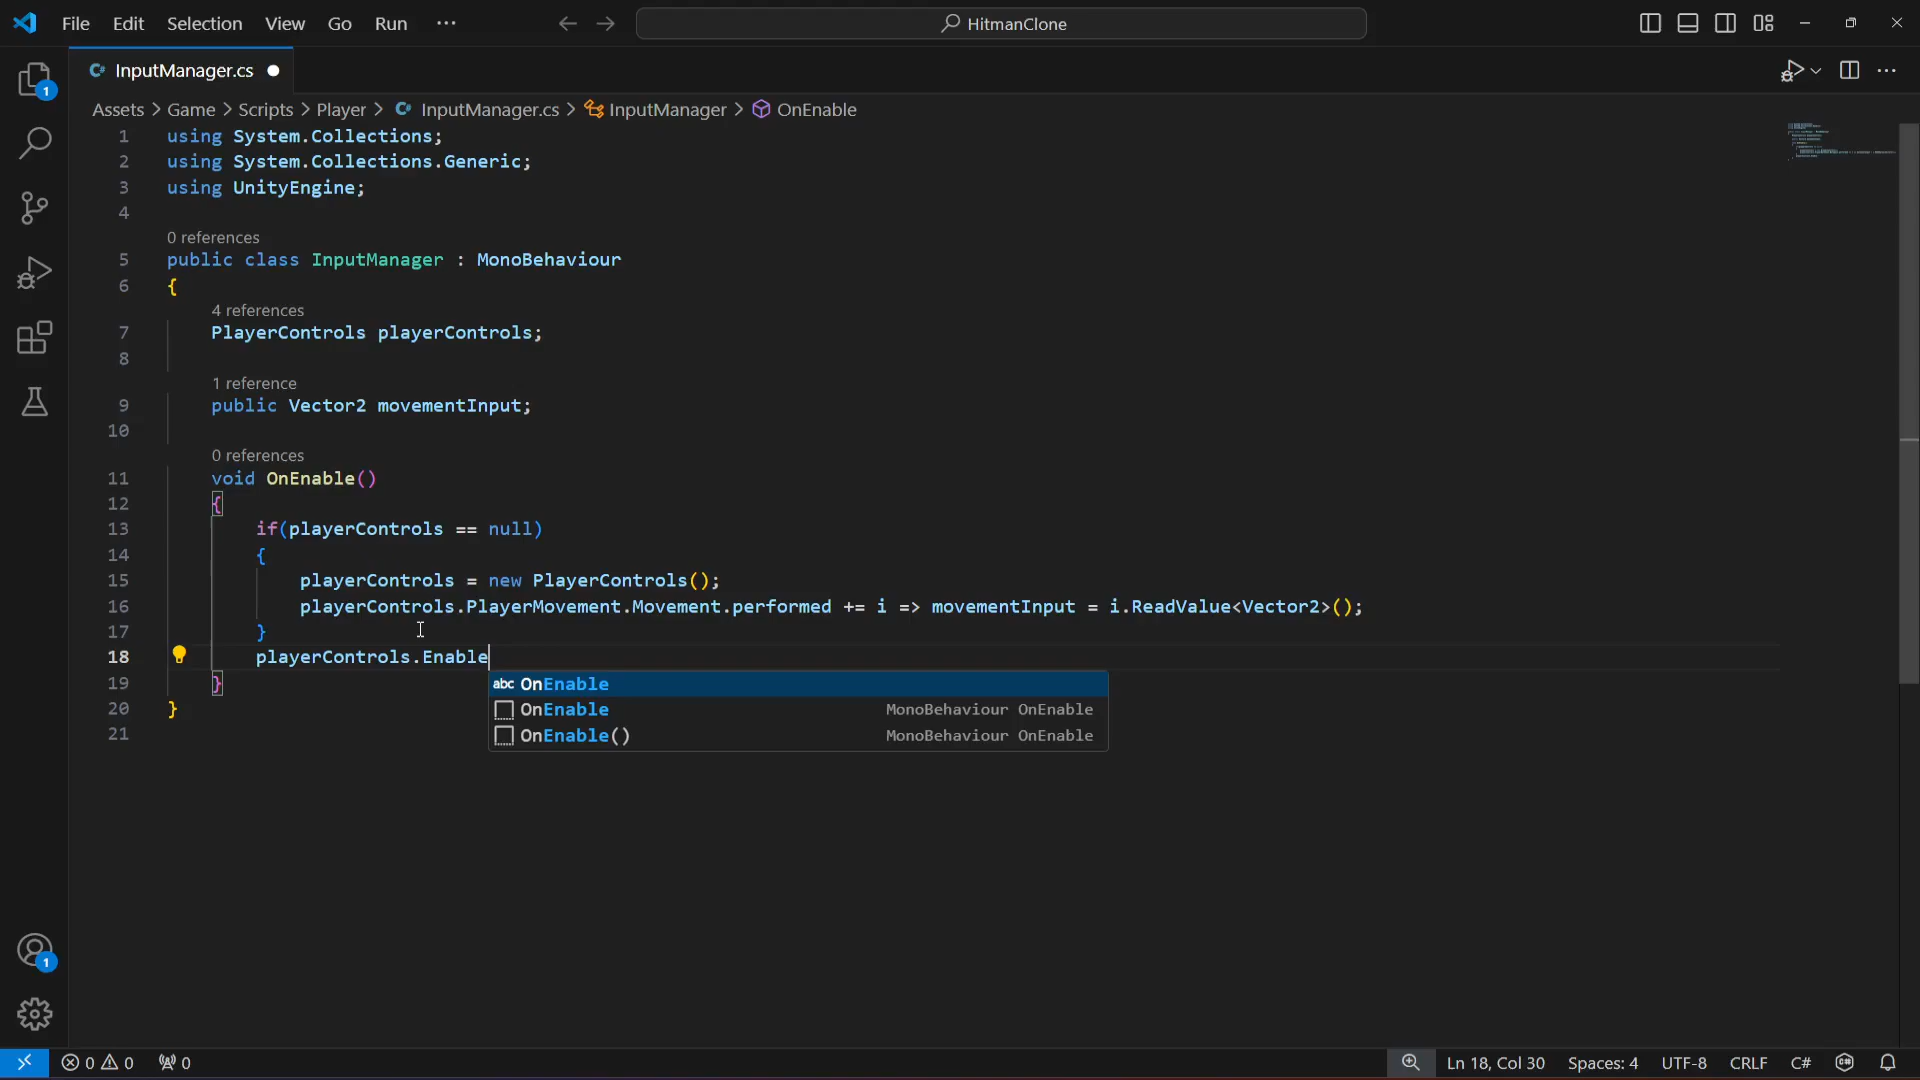 File Edit Selection View Go Run ···
HitmanClone
InputManager.cs
Assets > Game > Scripts > Player > InputManager.cs > InputManager > OnEnable
1 using System.Collections;
2 using System.Collections.Generic;
3 using UnityEngine;
4
0 references
5 public class InputManager : MonoBehaviour
6 {
4 references
7 PlayerControls playerControls;
8
1 reference
9 public Vector2 movementInput;
10
0 references
11 void OnEnable()
12 {
13 if(playerControls == null)
14 {
15 playerControls = new PlayerControls();
16 playerControls.PlayerMovement.Movement.performed += i => movementInput = i.ReadValue<Vector2>();
17 }
18 playerControls.Enable
19 }
abc OnEnable
20 }
OnEnable MonoBehaviour OnEnable
21
OnEnable() MonoBehaviour OnEnable
1
1
0 0 0
Ln 18, Col 30 Spaces: 4 UTF-8 CRLF C#